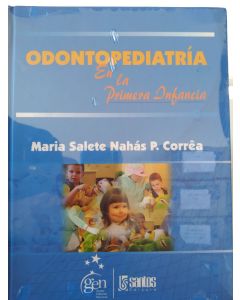 ODONTOPEDIATRÍA
En
la
Primera Infancia
Maria Salete Nahás P. Corrêa
gen
santos